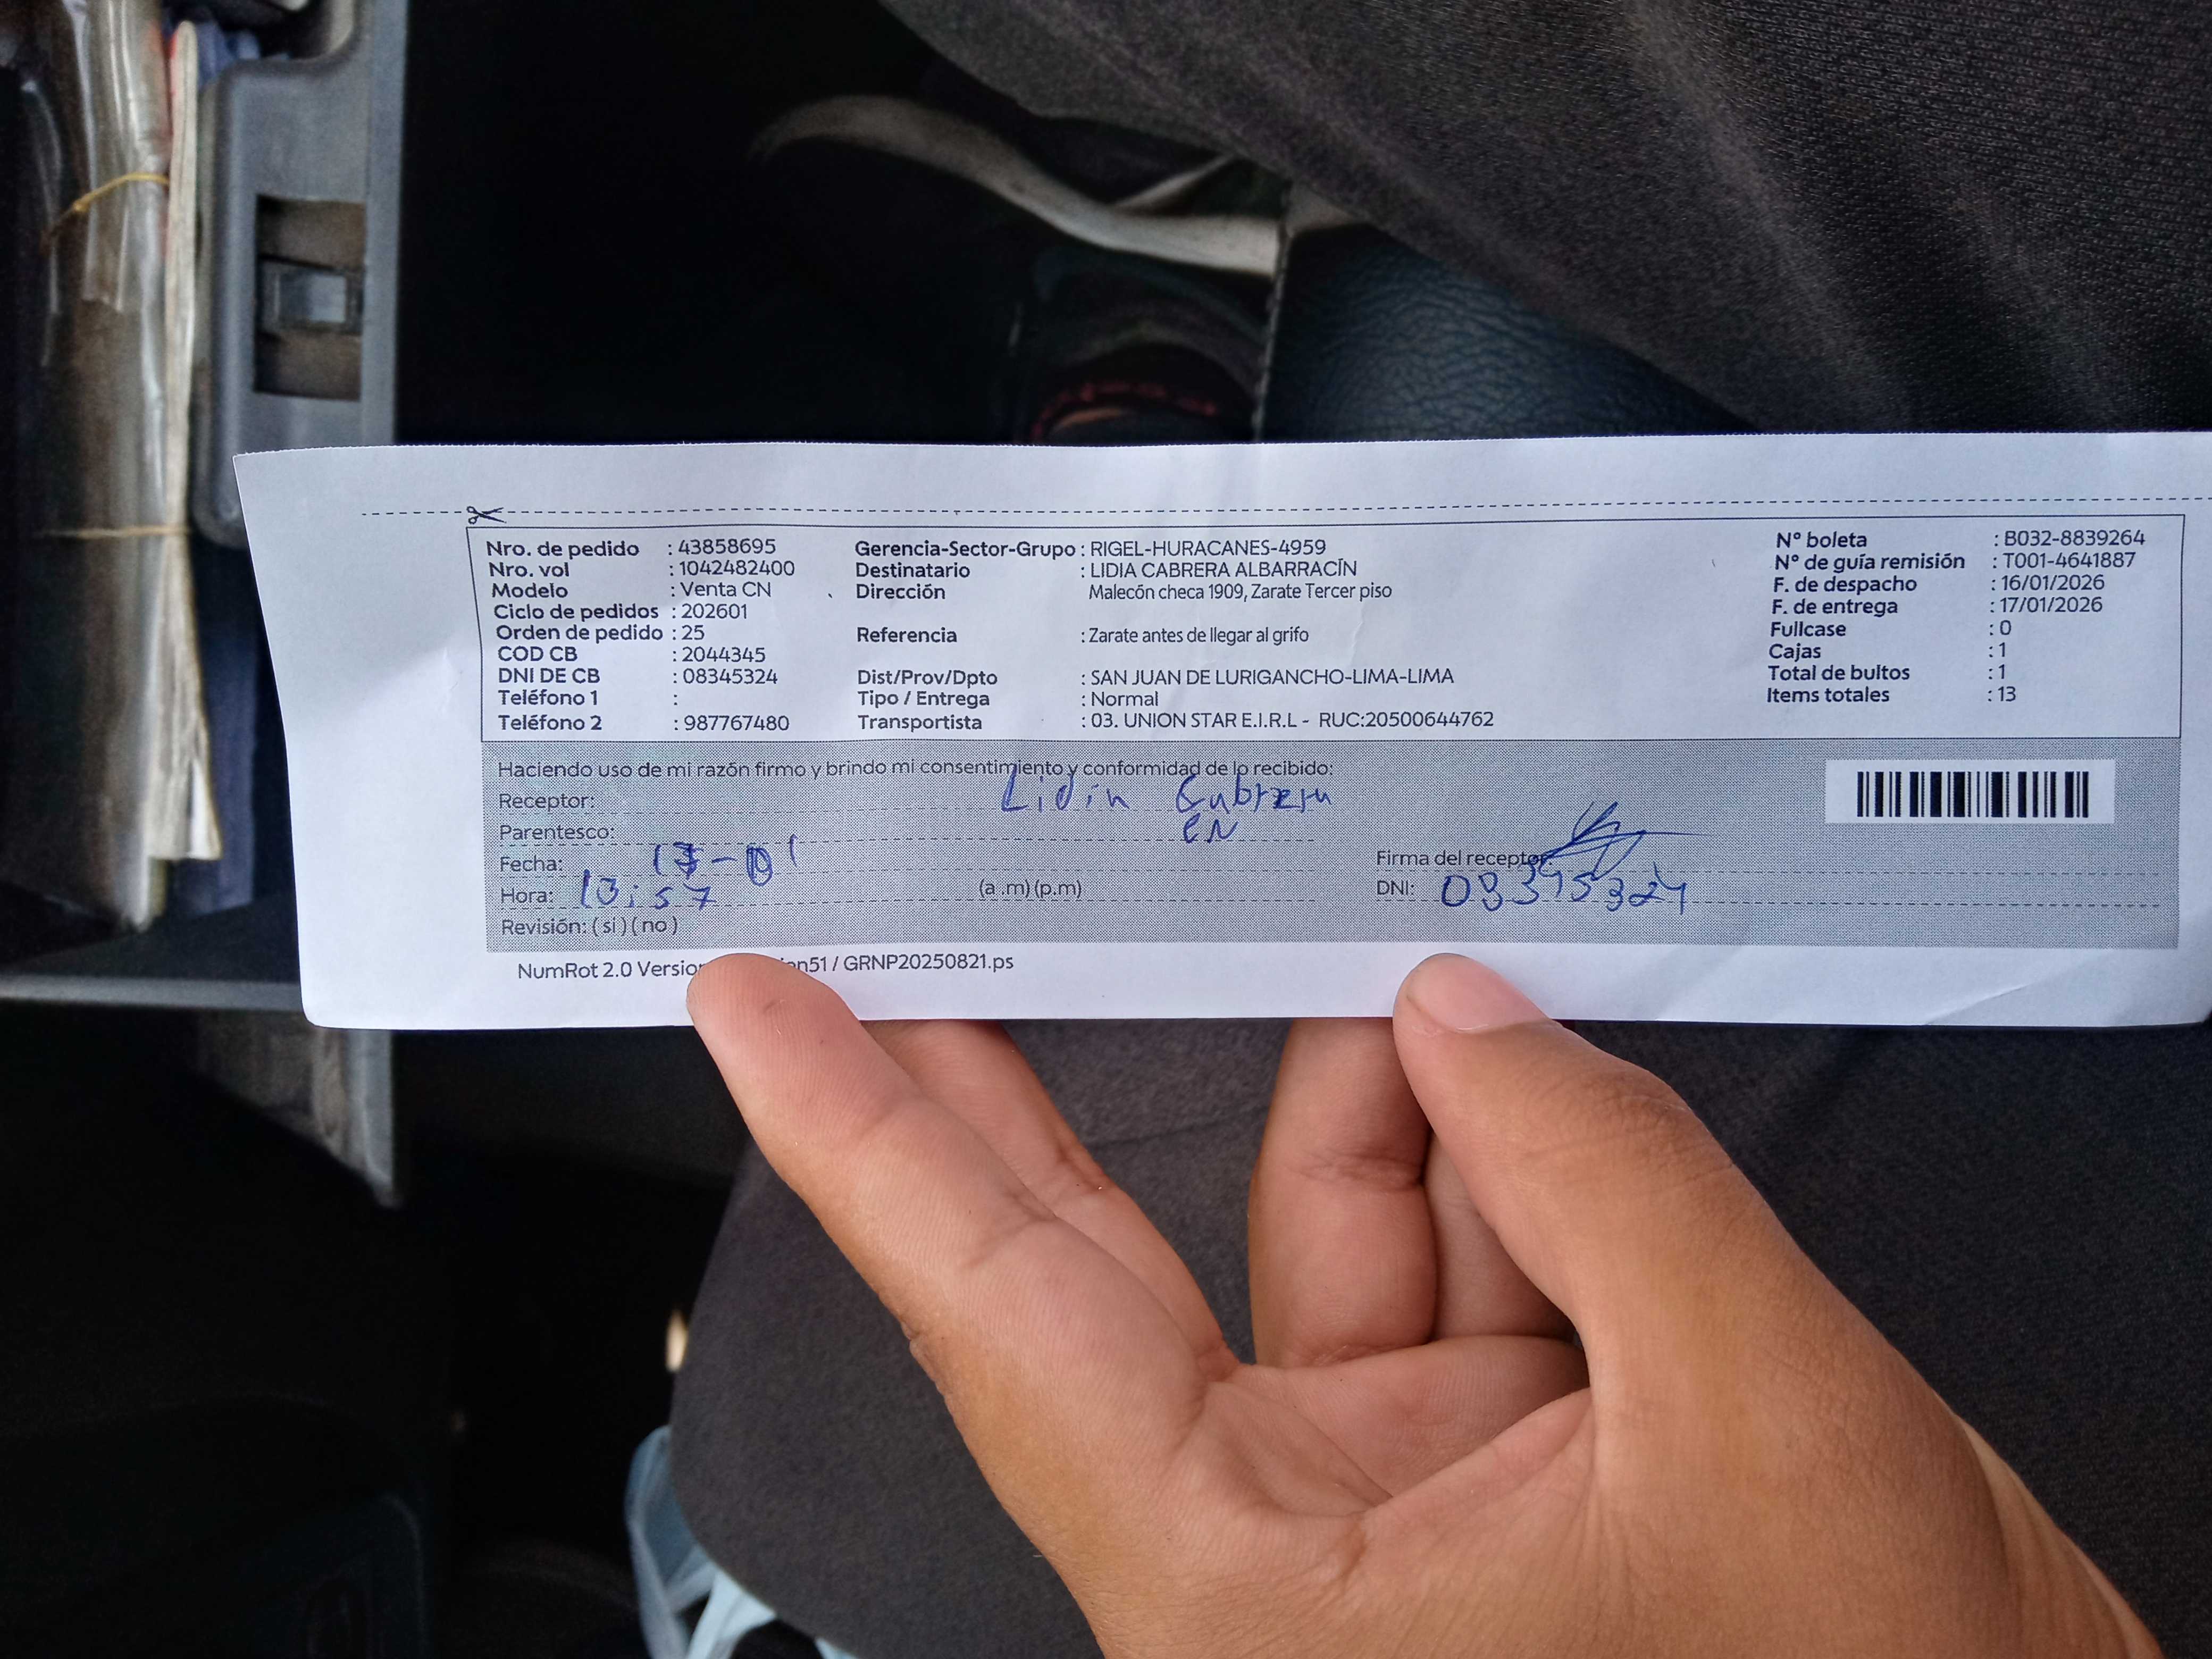 Nro. de pedido : 43858695
Nro. vol : 1042482400
Modelo : Venta CN
Ciclo de pedidos : 202601
Orden de pedido : 25
COD CB : 2044345
DNI DE CB : 08345324
Teléfono 1 :
Teléfono 2 : 987767480
Gerencia-Sector-Grupo : RIGEL-HURACANES-4959
Destinatario : LIDIA CABRERA ALBARRACÍN
Dirección Malecón checa 1909, Zarate Tercer piso
Referencia : Zarate antes de llegar al grifo
Dist/Prov/Dpto : SAN JUAN DE LURIGANCHO-LIMA-LIMA
Tipo / Entrega : Normal
Transportista : 03. UNION STAR E.I.R.L - RUC:20500644762
N° boleta : B032-8839264
N° de guía remisión : T001-4641887
F. de despacho : 16/01/2026
F. de entrega : 17/01/2026
Fullcase : 0
Cajas : 1
Total de bultos : 1
Items totales : 13
Haciendo uso de mi razón firmo y brindo mi consentimiento y conformidad de lo recibido:
Receptor: Lidia Cabrera
Parentesco: CN
Fecha: 17-01
Hora: 13:57 (a .m) (p.m)
Revisión: ( si ) ( no )
Firma del receptor:
DNI: 08345324
NumRot 2.0 en51 / GRNP20250821.ps